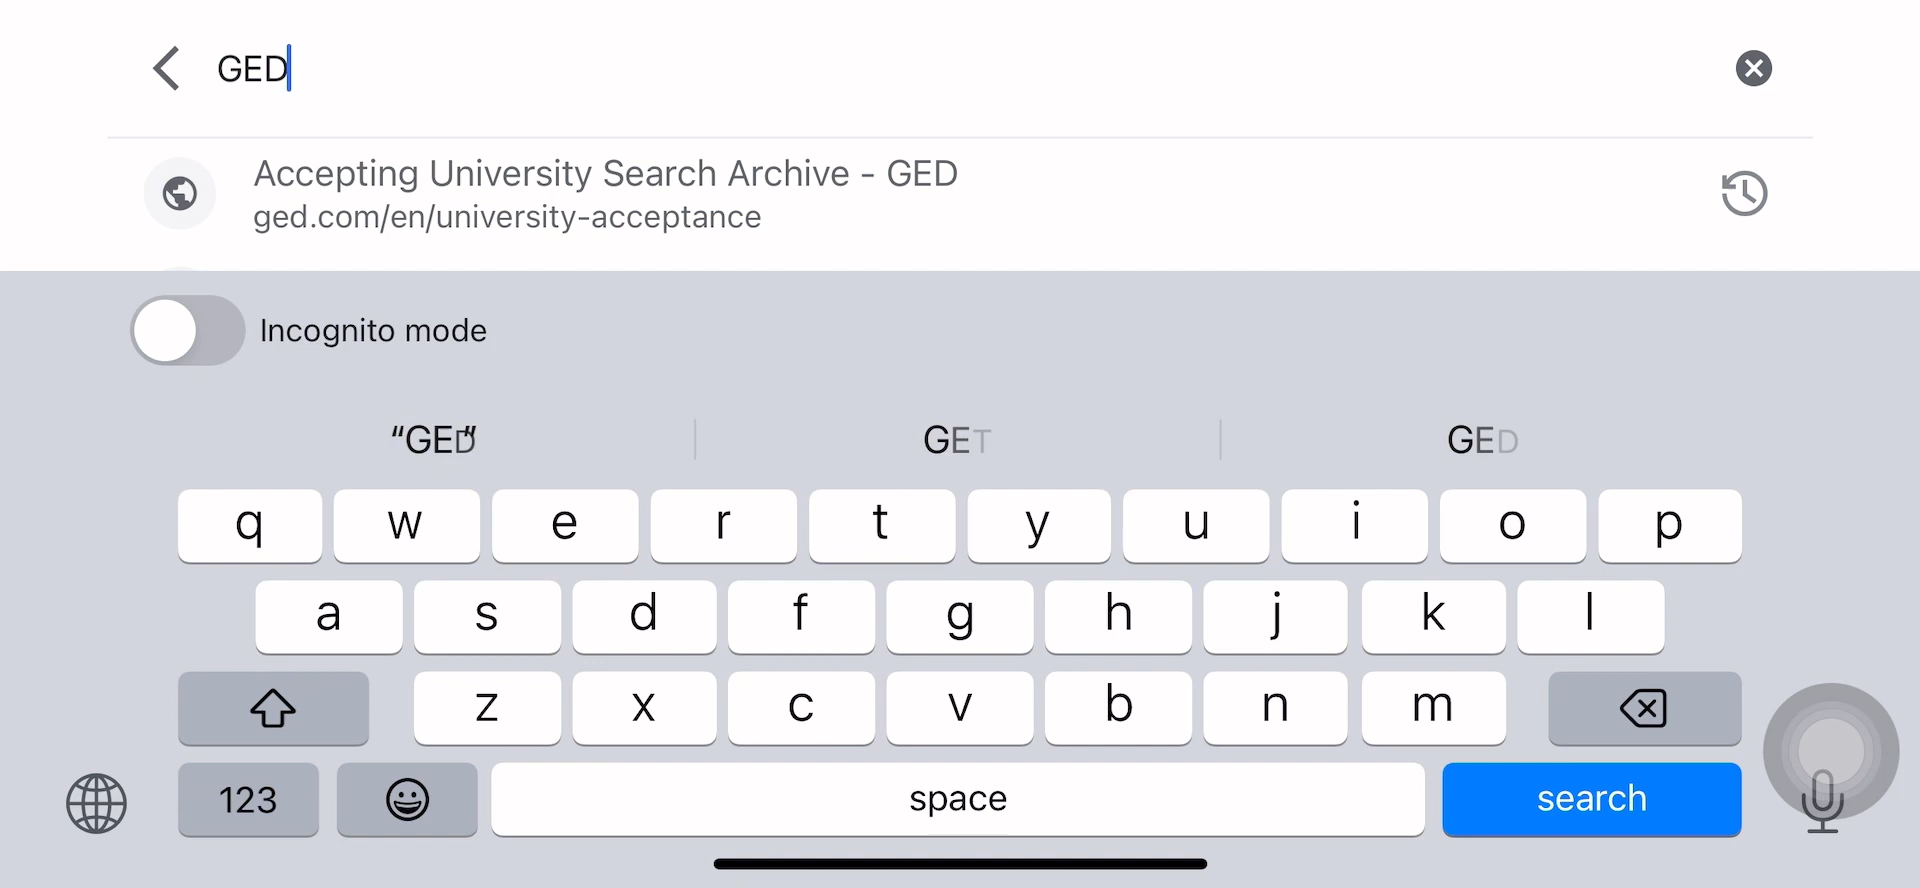 GED
Accepting University Search Archive - GED
ged.com/en/university-acceptance
Incognito mode
“GED” GET GED
q w e r t y u i o p
a s d f g h j k l
z x c v b n m
123 space search